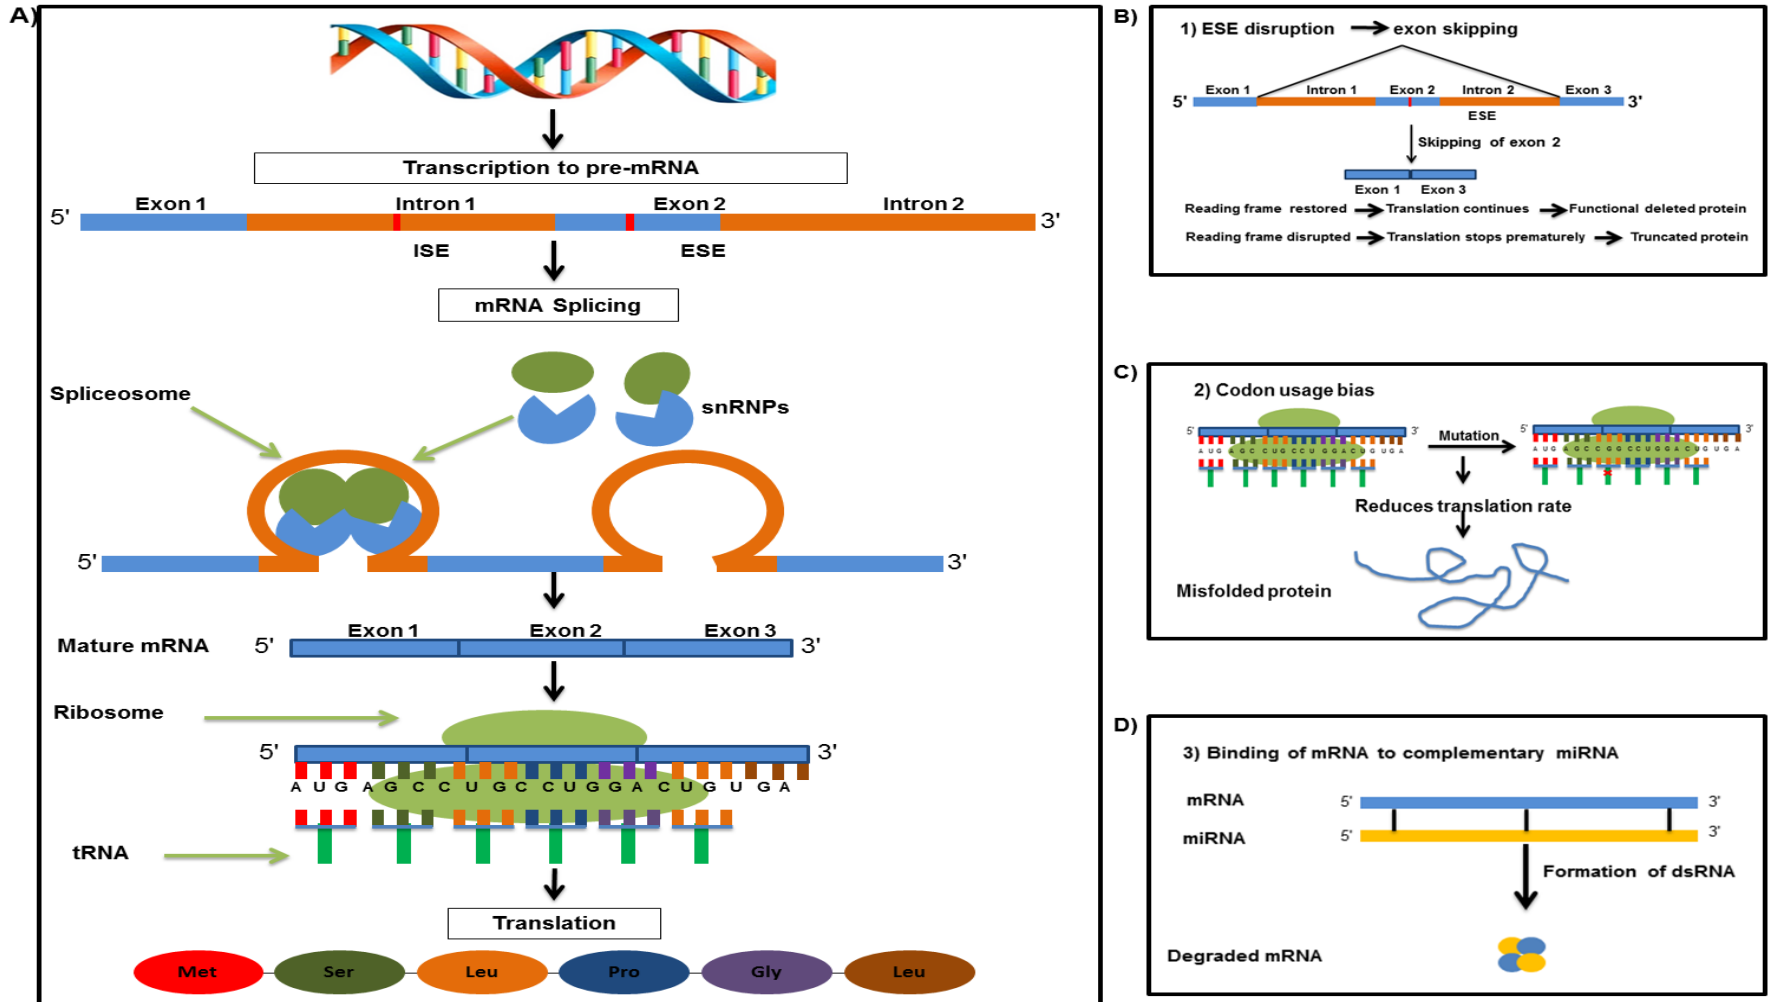 A)
Transcription to pre-mRNA
Exon 1 Intron 1 Exon 2 Intron 2
5' 3'
ISE ESE
mRNA Splicing
Spliceosome
snRNPs
5' 3'
Exon 1 Exon 2 Exon 3
Mature mRNA 5' 3'
Ribosome
5' 3'
A U G A G C C U G C C U G G A C U G U G A
tRNA
Translation
Met Ser Leu Pro Gly Leu
B)
1) ESE disruption exon skipping
Exon 1 Intron 1 Exon 2 Intron 2 Exon 3
5' 3'
ESE
Skipping of exon 2
Exon 1 Exon 3
Reading frame restored Translation continues Functional deleted protein
Reading frame disrupted Translation stops prematurely Truncated protein
C)
2) Codon usage bias
5' 3' 5' 3'
Mutation
A U G A G C C U G C C U G G A C U G U G A A U G A G C C G G C C U G G A C U G U G A
Reduces translation rate
Misfolded protein
D)
3) Binding of mRNA to complementary miRNA
mRNA 5' 3'
miRNA 5' 3'
Formation of dsRNA
Degraded mRNA